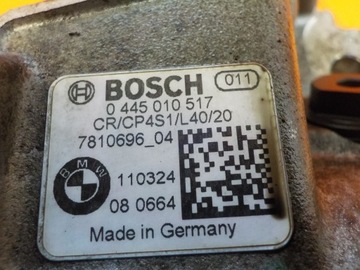 BOSCH 011
0 445 010 517
CR/CP4S1/L40/20
7810696_04
BMW
110324
08 0664
Made in Germany